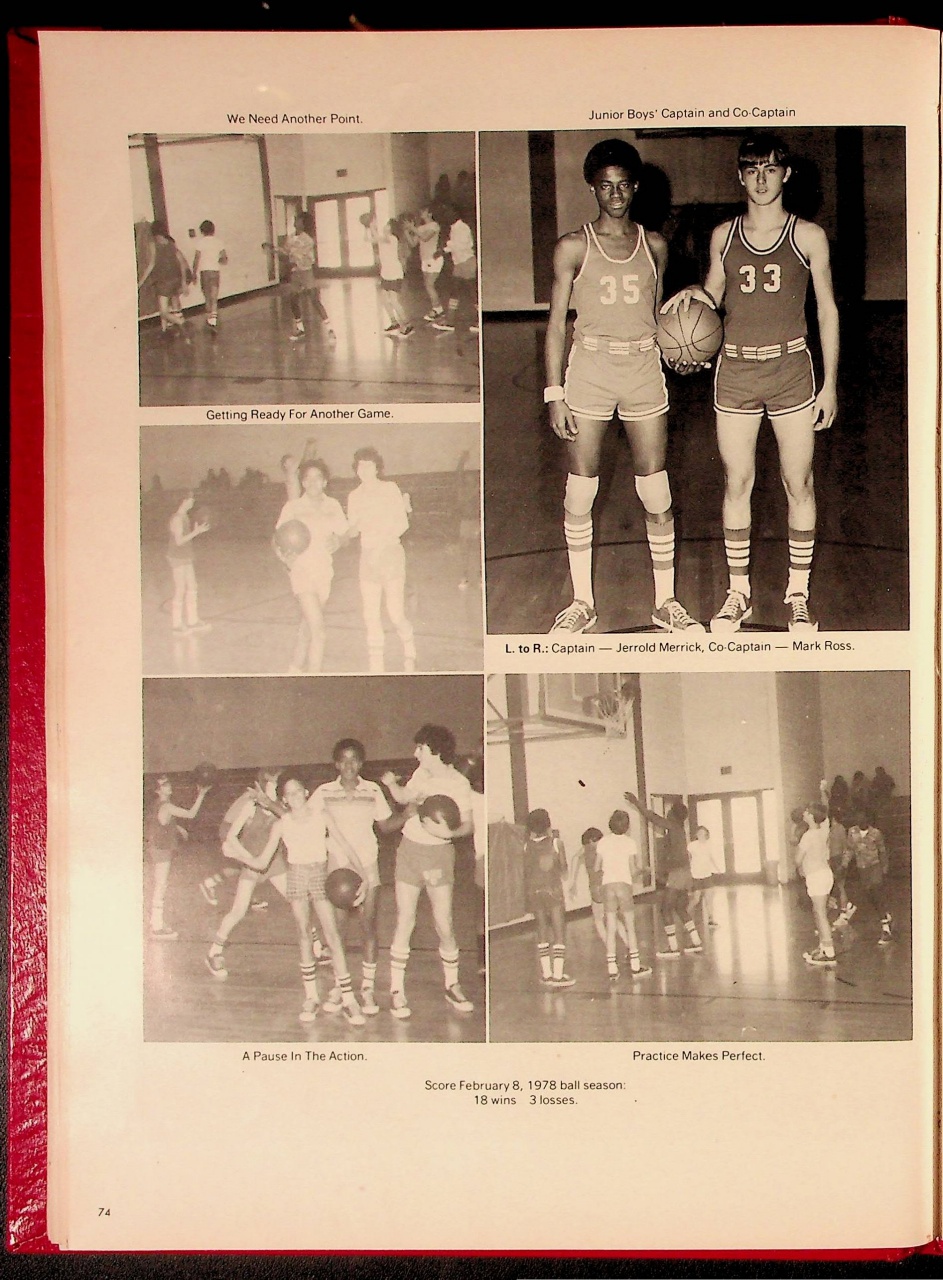 We Need Another Point.
Junior Boys' Captain and Co-Captain
35
33
Getting Ready For Another Game.
L. to R.: Captain — Jerrold Merrick, Co-Captain — Mark Ross.
A Pause In The Action.
Practice Makes Perfect.
Score February 8, 1978 ball season:
18 wins 3 losses.
74